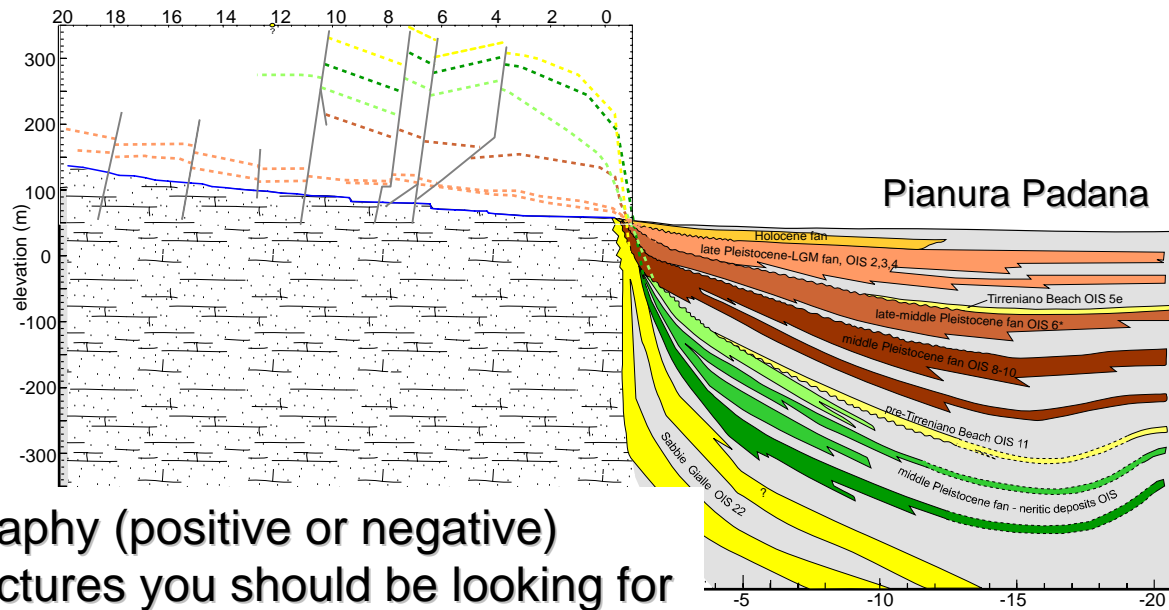 20 18 16 14 12 10 8 6 4 2 0
?
300
200
100
0
-100
-200
-300
elevation (m)
Pianura Padana
Holocene fan
late Pleistocene-LGM fan, OIS 2,3,4
Tirreniano Beach OIS 5e
late-middle Pleistocene fan OIS 6*
middle Pleistocene fan OIS 8-10
pre-Tirreniano Beach OIS 11
middle Pleistocene fan - neritic deposits OIS
Sabbie Gialle OIS 22
?
aphy (positive or negative)
ctures you should be looking for
-5 -10 -15 -20